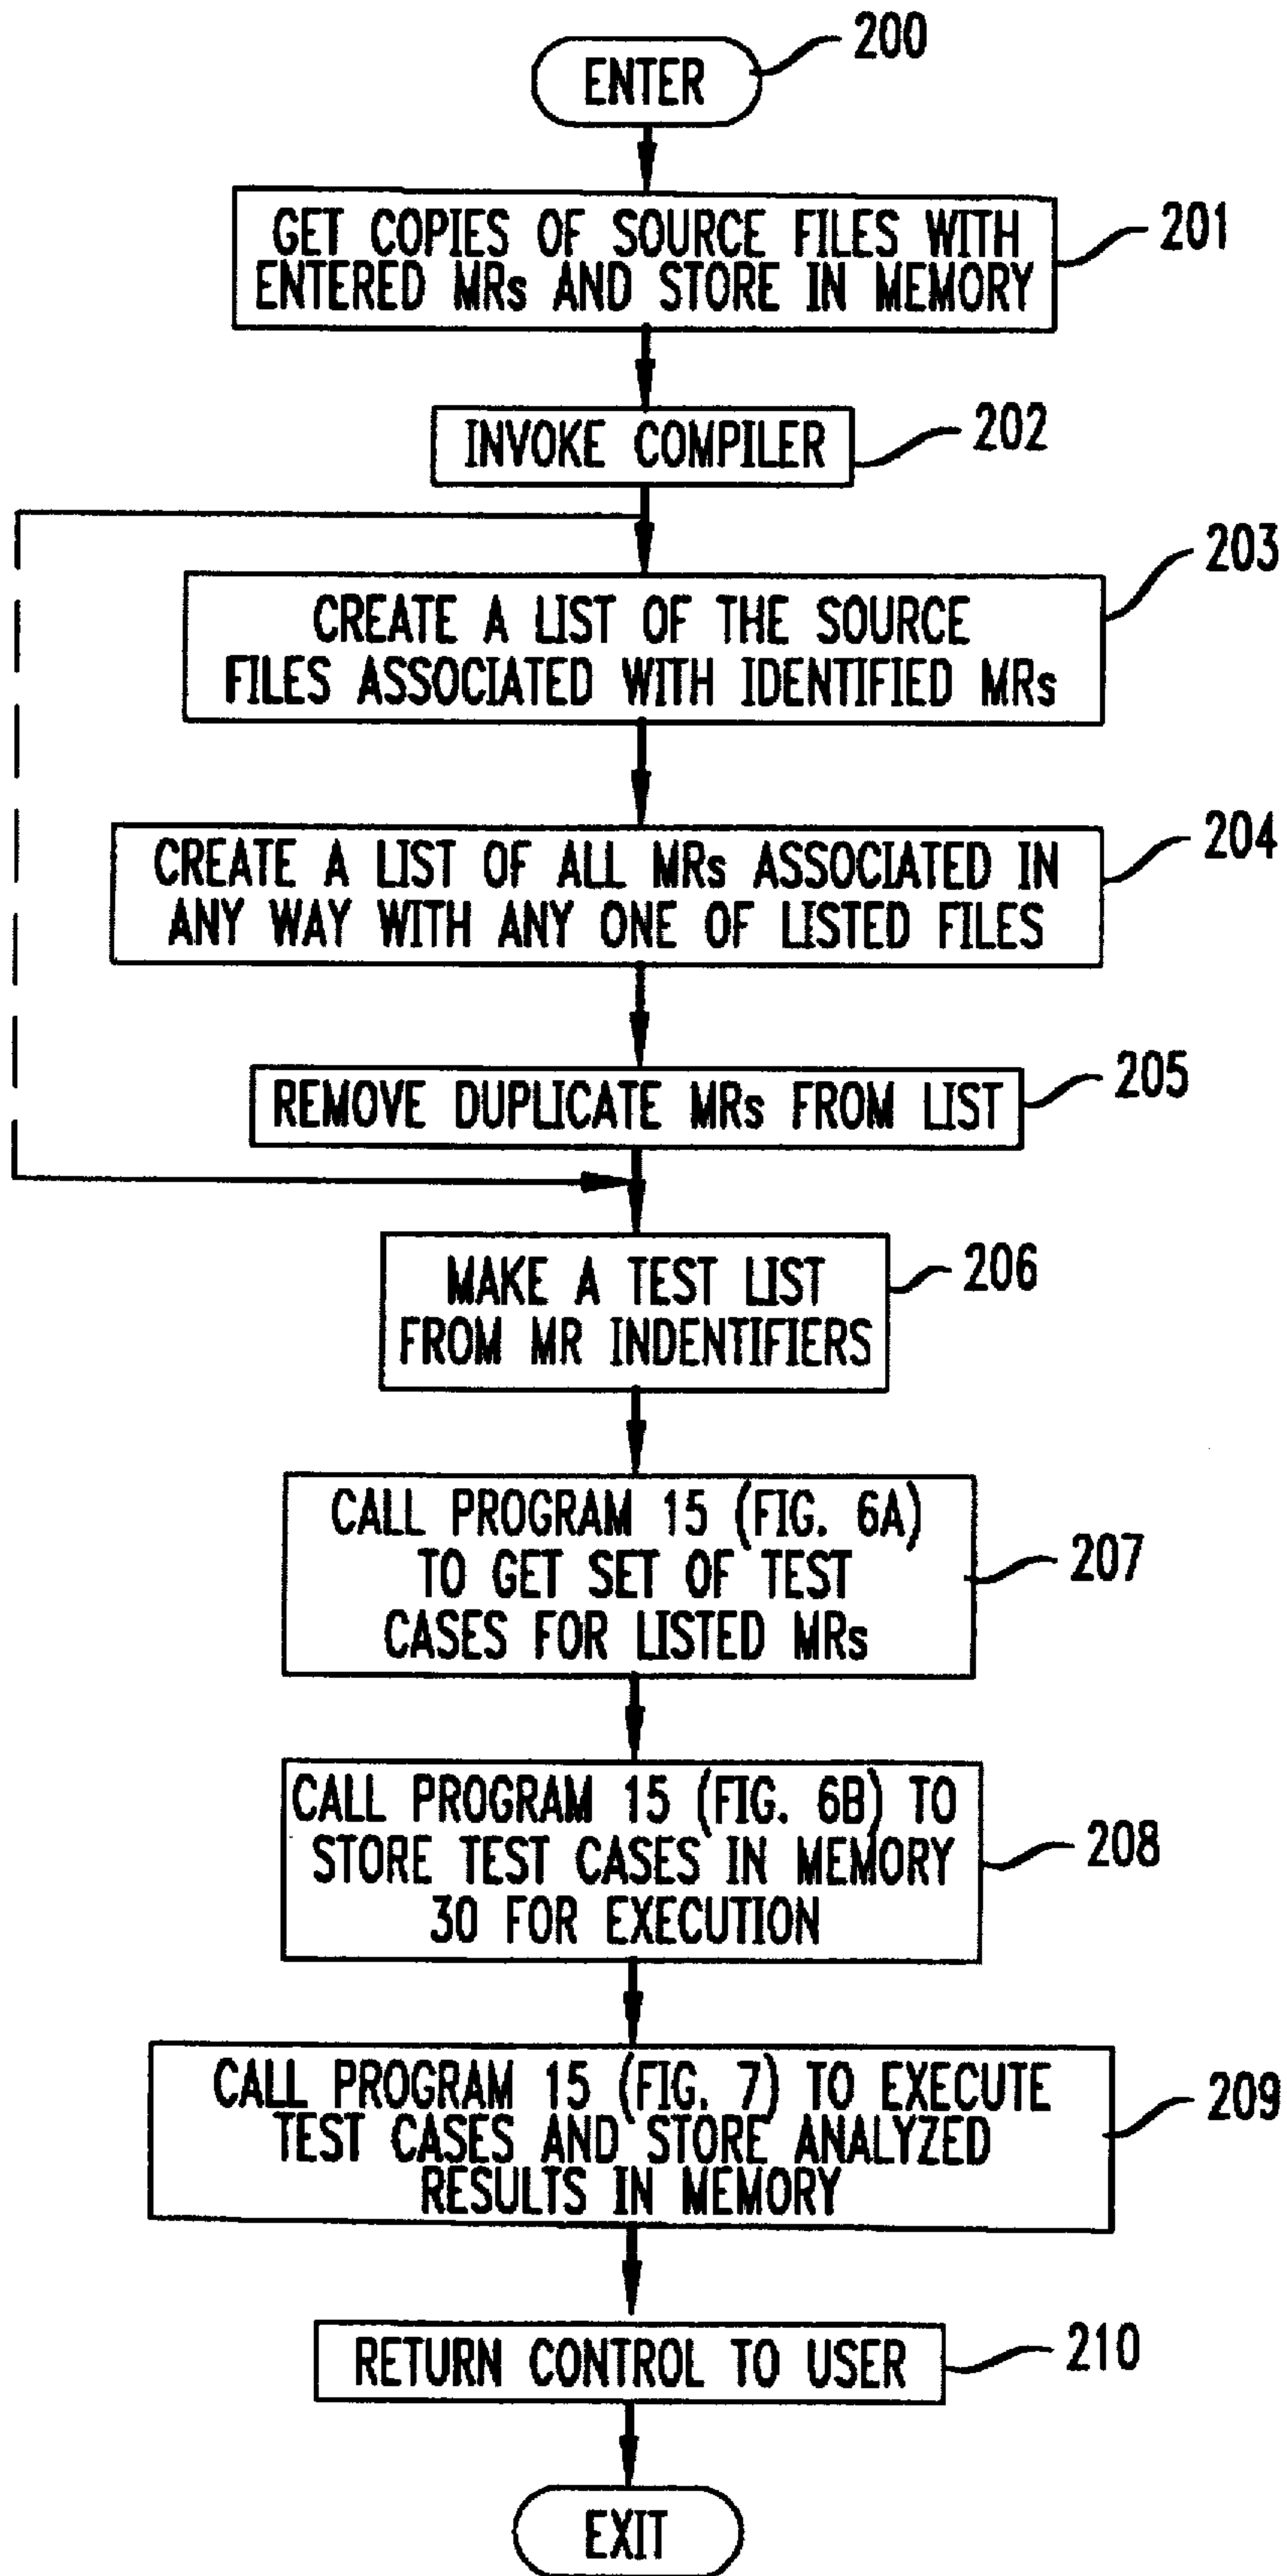 200
ENTER
GET COPIES OF SOURCE FILES WITH
ENTERED MRs AND STORE IN MEMORY
201
INVOKE COMPILER
202
203
CREATE A LIST OF THE SOURCE
FILES ASSOCIATED WITH IDENTIFIED MRs
204
CREATE A LIST OF ALL MRs ASSOCIATED IN
ANY WAY WITH ANY ONE OF LISTED FILES
205
REMOVE DUPLICATE MRs FROM LIST
206
MAKE A TEST LIST
FROM MR INDENTIFIERS
CALL PROGRAM 15 (FIG. 6A)
TO GET SET OF TEST
CASES FOR LISTED MRs
207
CALL PROGRAM 15 (FIG. 6B) TO
STORE TEST CASES IN MEMORY
30 FOR EXECUTION
208
CALL PROGRAM 15 (FIG. 7) TO EXECUTE
TEST CASES AND STORE ANALYZED
RESULTS IN MEMORY
209
RETURN CONTROL TO USER
210
EXIT